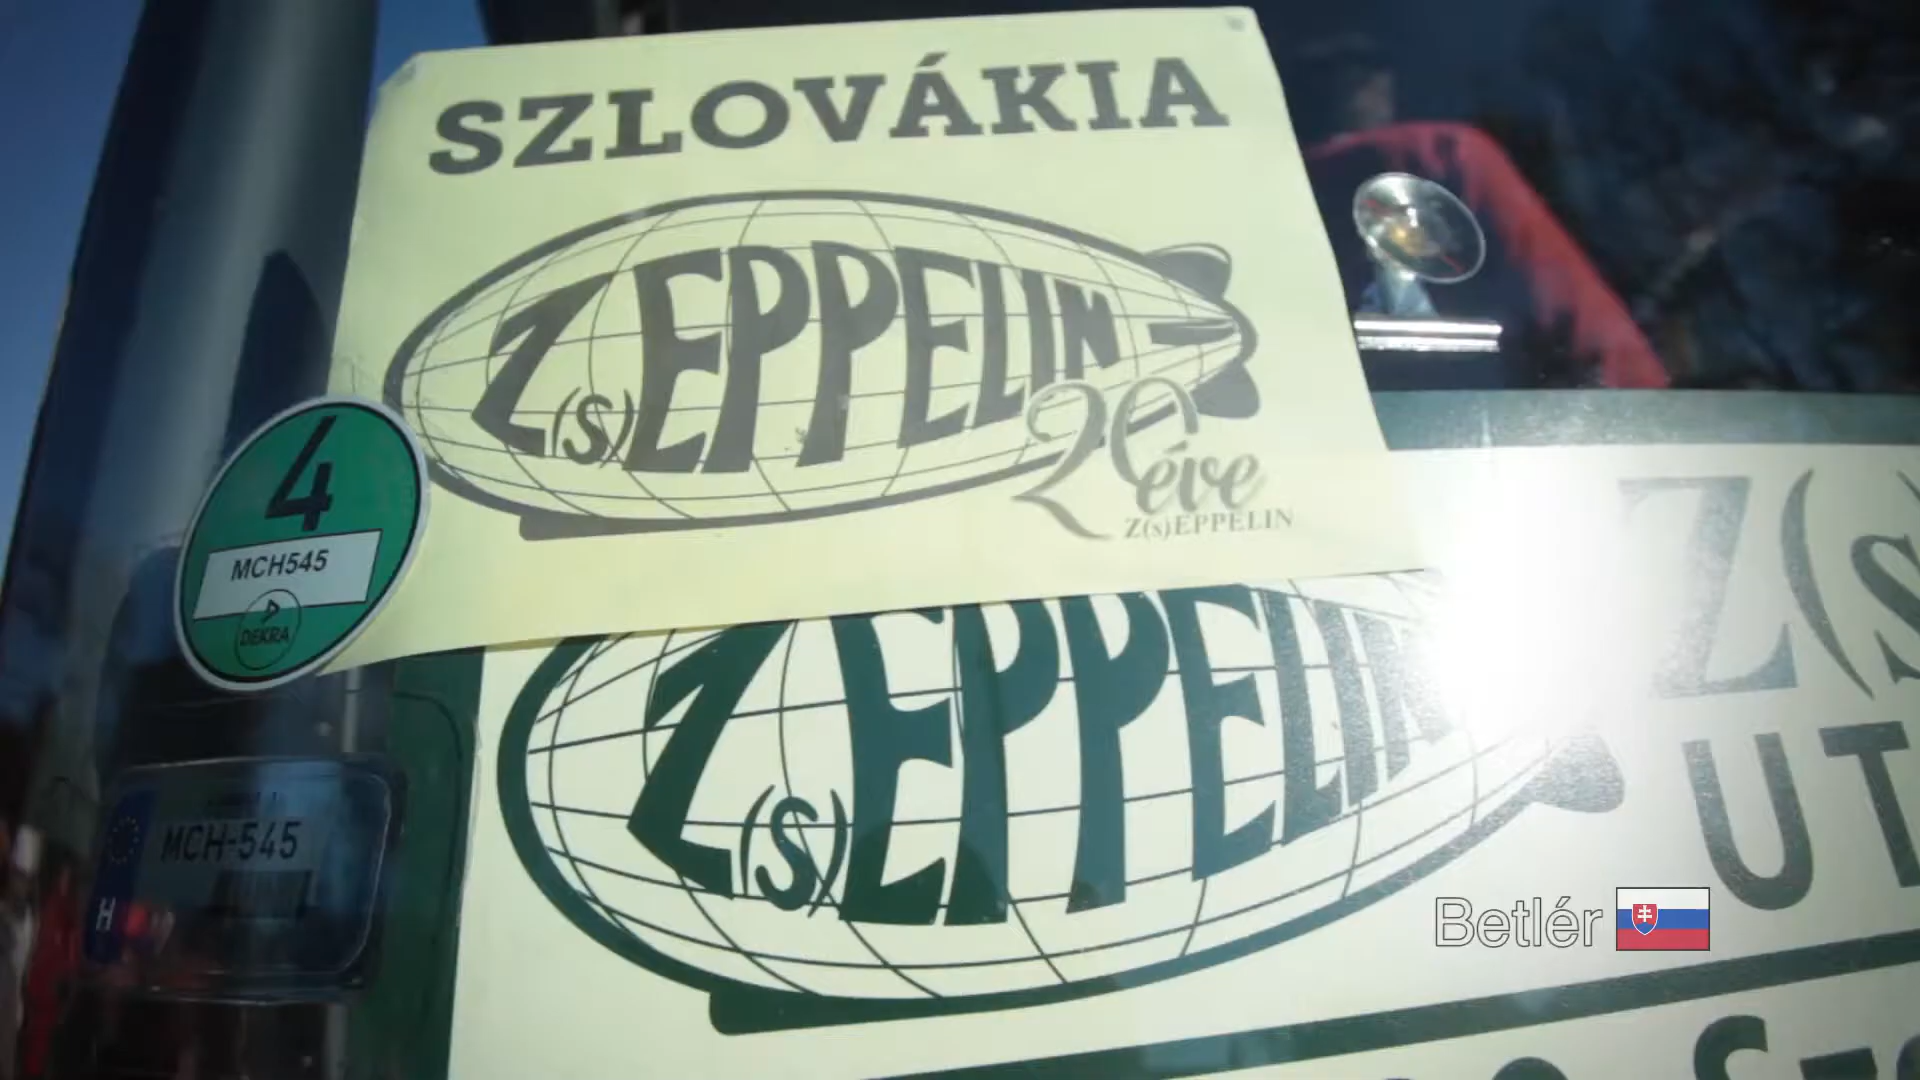 SZLOVÁKIA
Z(S)EPPELIN
20 éve
Z(s)EPPELIN
4
MCH545
DEKRA
Z(S)EPPELIN
Z(s
UT
MCH-545
H
Betlér